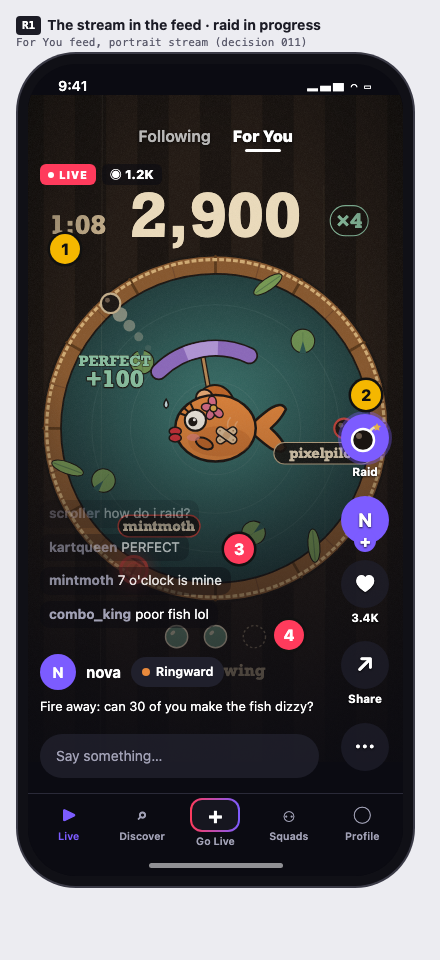 R1 The stream in the feed · raid in progress
For You feed, portrait stream (decision 011)
9:41
Following For You
LIVE 1.2K
1:08 2,900 ×4
1
PERFECT
+100
2
pixelpilo
Raid
scroller how do i raid?
mintmoth
N
kartqueen PERFECT
3
mintmoth 7 o'clock is mine
3.4K
combo_king poor fish lol
4
N nova Ringward wing
Share
Fire away: can 30 of you make the fish dizzy?
Say something…
Live Discover Go Live Squads Profile